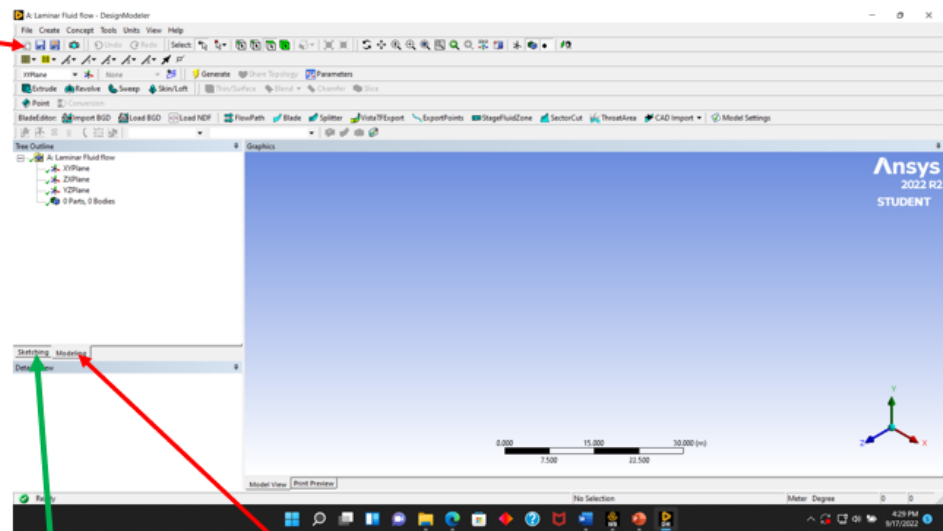 A: Laminar Fluid flow - DesignModeler
File Create Concept Tools Units View Help
Undo Redo Select:
XYPlane None Generate Share Topology Parameters
Extrude Revolve Sweep Skin/Loft Thin/Surface Blend Chamfer Slice
Point Conversion
BladeEditor: Import BGD Load BGD Load NDF FlowPath Blade Splitter VistaTFExport ExportPoints StageFluidZone SectorCut ThroatArea CAD Import Model Settings
Tree Outline Graphics
A: Laminar Fluid flow
XYPlane
ZXPlane
YZPlane
0 Parts, 0 Bodies
Ansys
2022 R2
STUDENT
Sketching Modeling
Details View
Y
Z X
0.000 15.000 30.000 (m)
7.500 22.500
Model View Print Preview
Ready No Selection Meter Degree 0 0
4:29 PM
9/17/2022